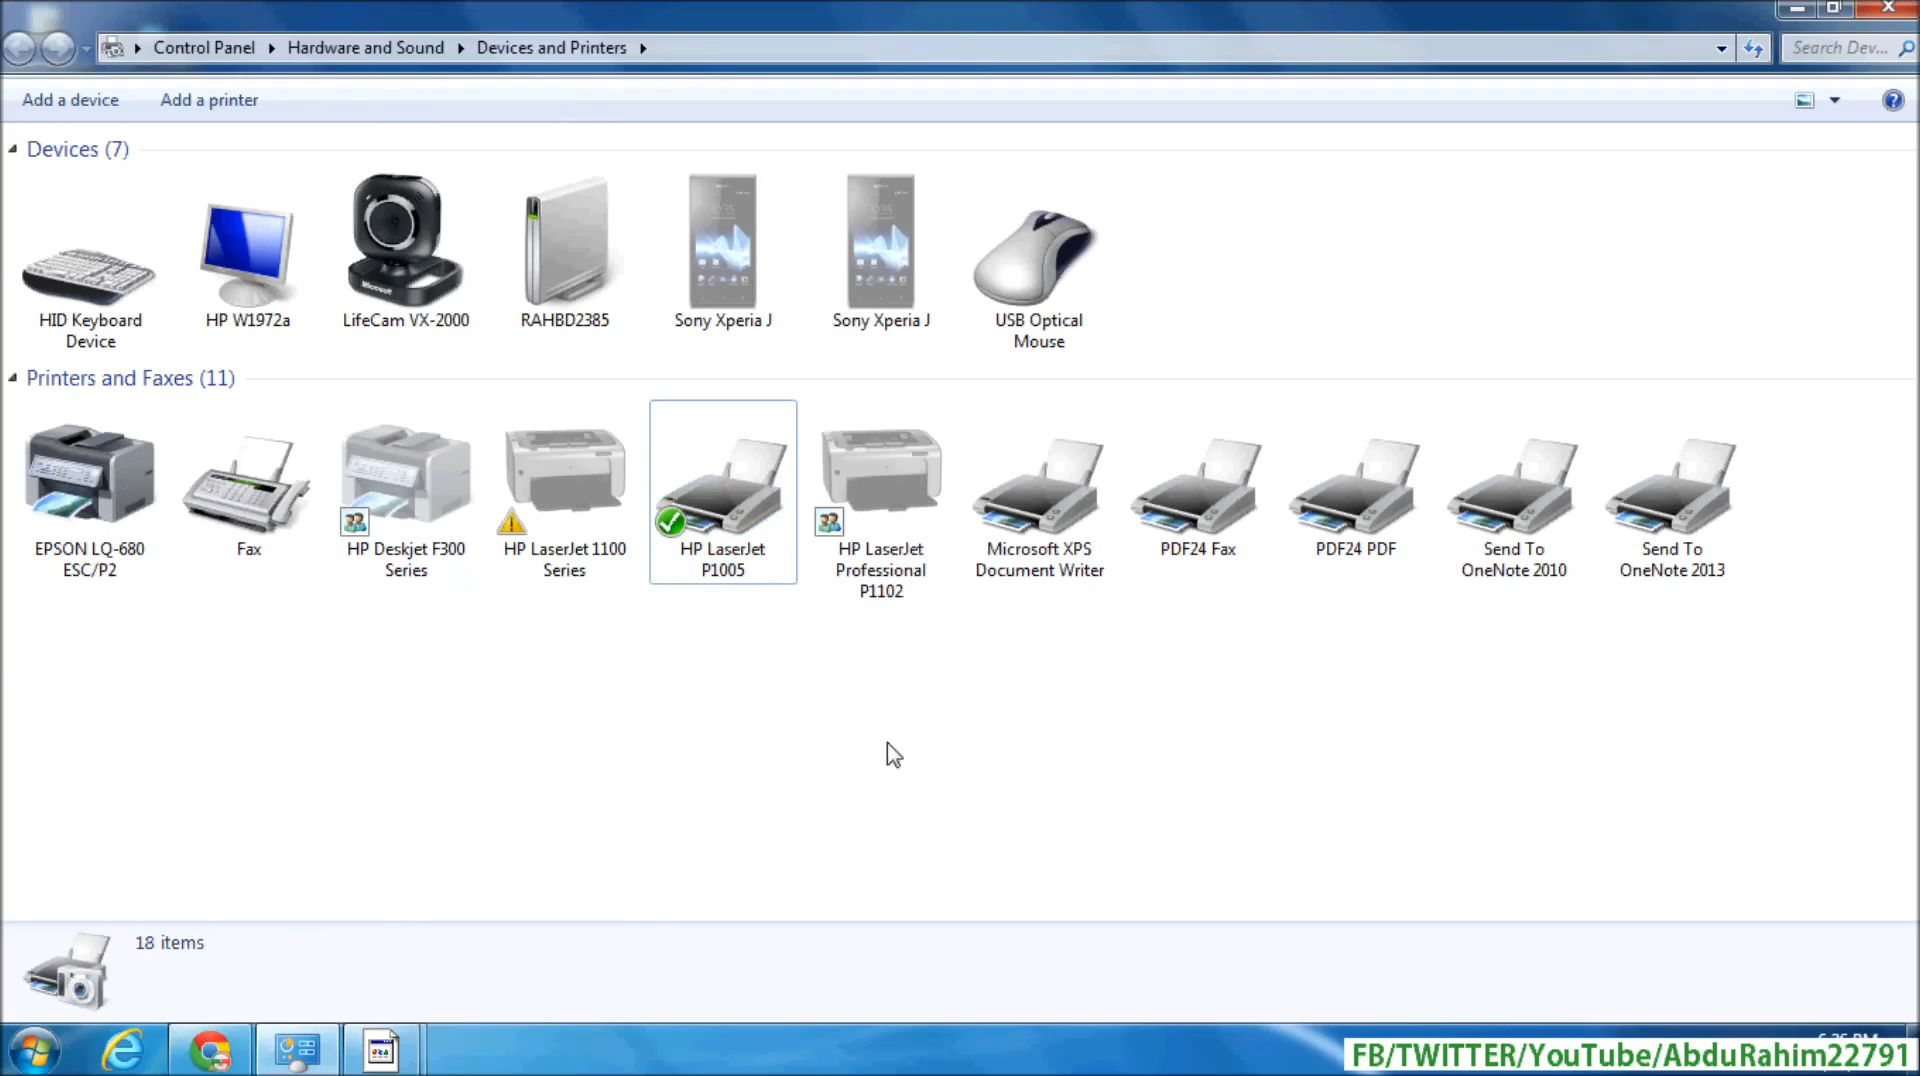 Control Panel Hardware and Sound Devices and Printers
Search Dev...
Add a device Add a printer
Devices (7)
HID Keyboard
Device
HP W1972a
LifeCam VX-2000
RAHBD2385
Sony Xperia J
Sony Xperia J
USB Optical
Mouse
Printers and Faxes (11)
EPSON LQ-680
ESC/P2
Fax
HP Deskjet F300
Series
HP LaserJet 1100
Series
HP LaserJet
P1005
HP LaserJet
Professional
P1102
Microsoft XPS
Document Writer
PDF24 Fax
PDF24 PDF
Send To
OneNote 2010
Send To
OneNote 2013
18 items
FB/TWITTER/YouTube/AbduRahim22791